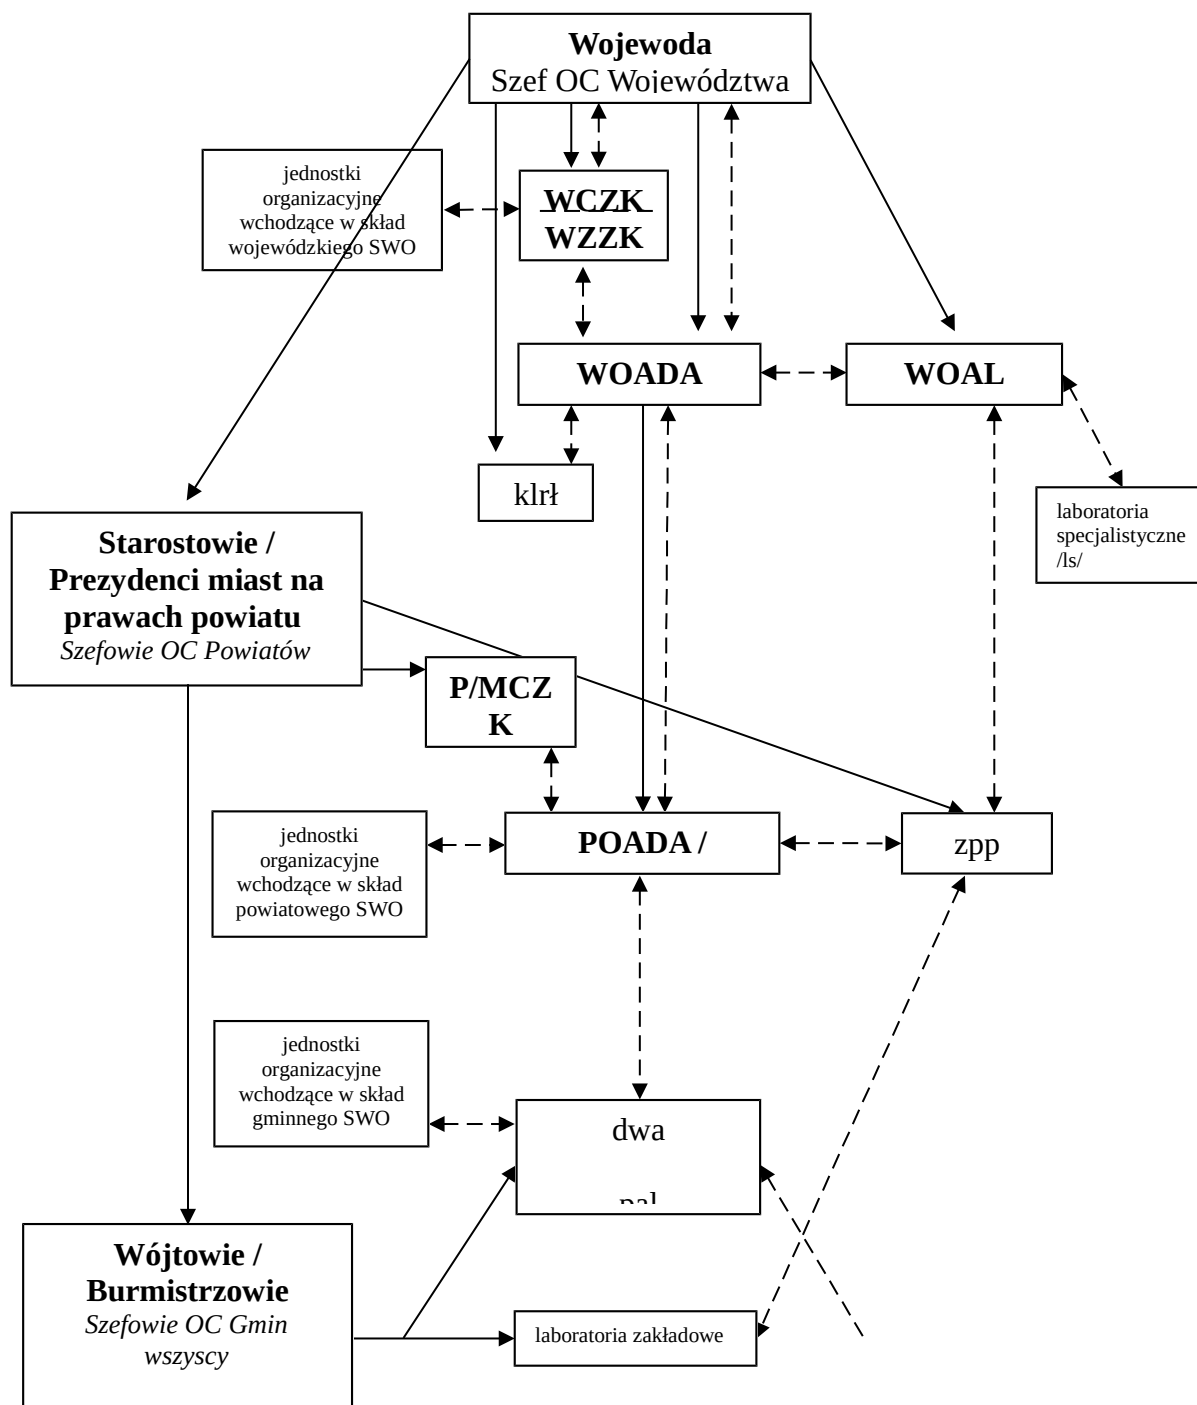 Wojewoda
Szef OC Województwa
jednostki
organizacyjne
wchodzące w skład
wojewódzkiego SWO
WCZK
WZZK
WOADA
WOAL
klrł
laboratoria
specjalistyczne
/ls/
Starostowie /
Prezydenci miast na
prawach powiatu
Szefowie OC Powiatów
P/MCZ
K
POADA /
zpp
jednostki
organizacyjne
wchodzące w skład
powiatowego SWO
jednostki
organizacyjne
wchodzące w skład
gminnego SWO
dwa
pal
Wójtowie /
Burmistrzowie
Szefowie OC Gmin
wszyscy
laboratoria zakładowe